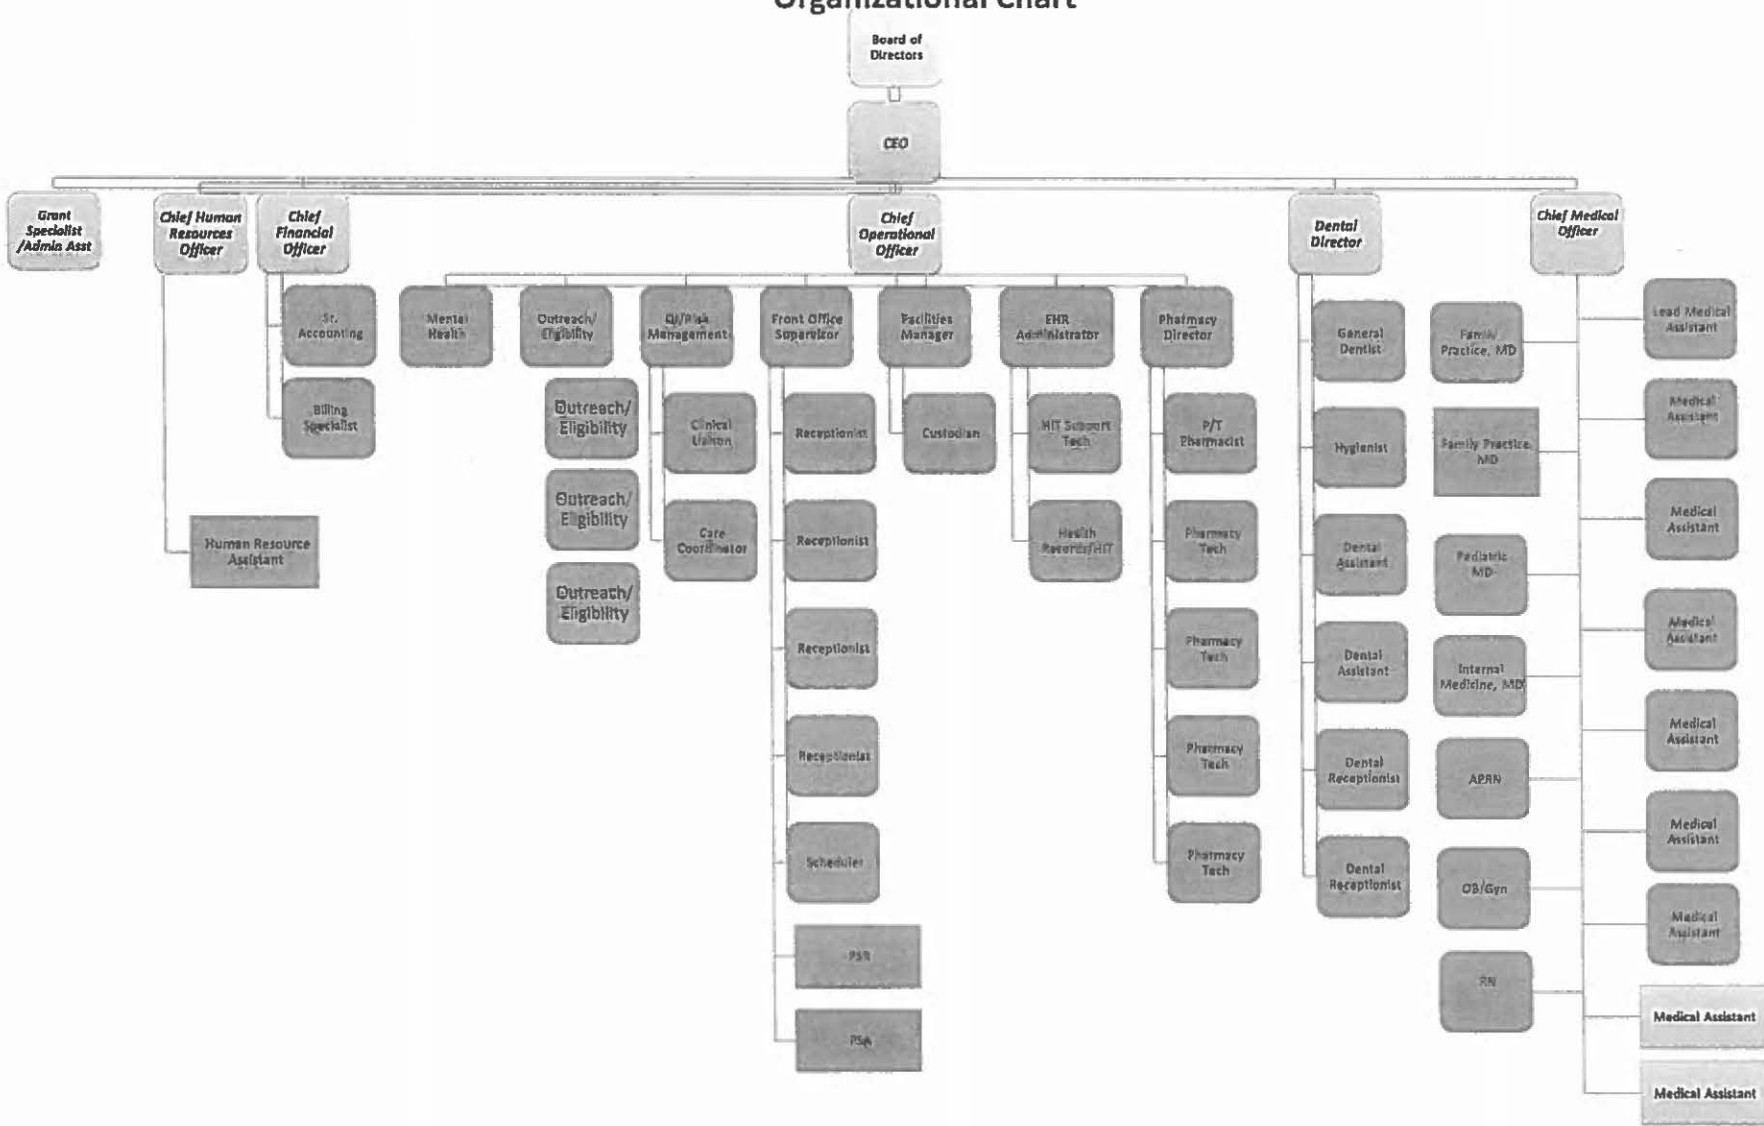 Organizational Chart
Board of
Directors
CEO
Grant
Specialist
/Admin Asst
Chief Human
Resources
Officer
Chief
Financial
Officer
Chief
Operational
Officer
Dental
Director
Chief Medical
Officer
Sr.
Accounting
Billing
Specialist
Human Resource
Assistant
Mental
Health
Outreach/
Eligibility
Outreach/
Eligibility
Outreach/
Eligibility
Outreach/
Eligibility
QI/Risk
Management
Clinical
Liaison
Care
Coordinator
Front Office
Supervisor
Receptionist
Receptionist
Receptionist
Receptionist
Scheduler
PSR
Facilities
Manager
Custodian
EHR
Administrator
HIT Support
Tech
Health
Records/HIT
Pharmacy
Director
P/T
Pharmacist
Pharmacy
Tech
Pharmacy
Tech
Pharmacy
Tech
Pharmacy
Tech
General
Dentist
Hygienist
Dental
Assistant
Dental
Assistant
Dental
Receptionist
Dental
Receptionist
Family
Practice, MD
Family Practice,
MD
Pediatric
MD
Internal
Medicine, MD
APRN
OB/Gyn
RN
Lead Medical
Assistant
Medical
Assistant
Medical
Assistant
Medical
Assistant
Medical
Assistant
Medical
Assistant
Medical
Assistant
Medical Assistant
Medical Assistant